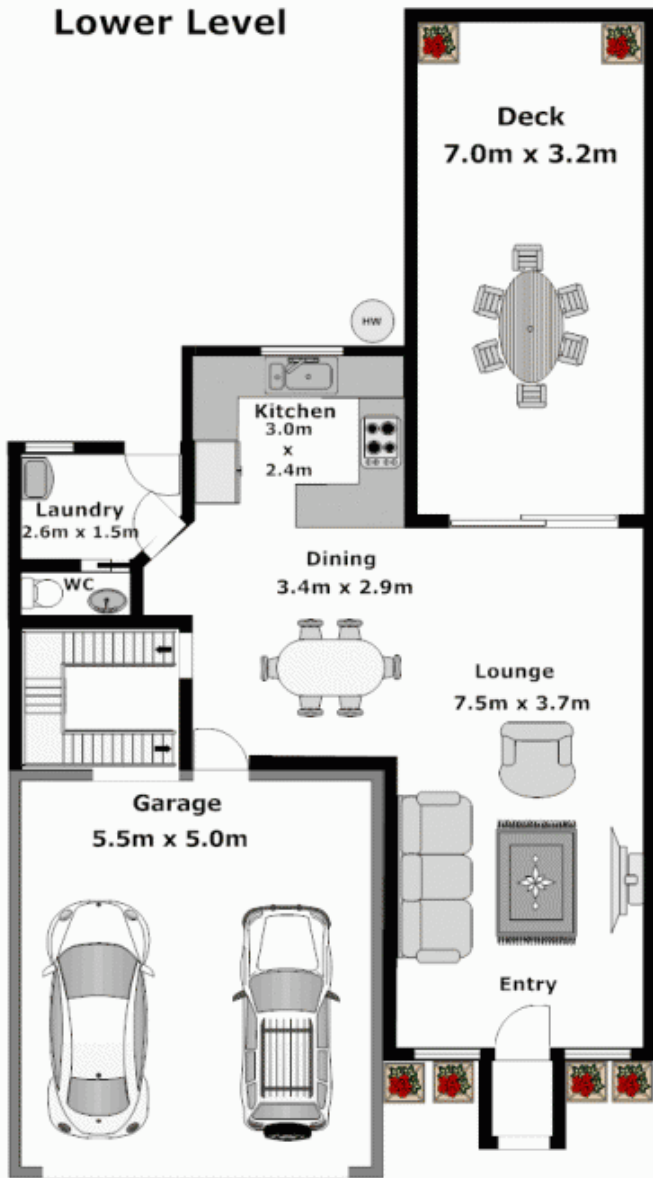 Lower Level
Deck
7.0m x 3.2m
HW
Kitchen
3.0m
x
2.4m
Laundry
2.6m x 1.5m
WC
Dining
3.4m x 2.9m
Lounge
7.5m x 3.7m
Garage
5.5m x 5.0m
Entry